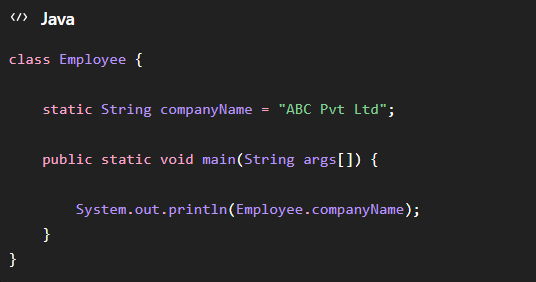 </> Java
class Employee {
    static String companyName = "ABC Pvt Ltd";
    public static void main(String args[]) {
        System.out.println(Employee.companyName);
    }
}